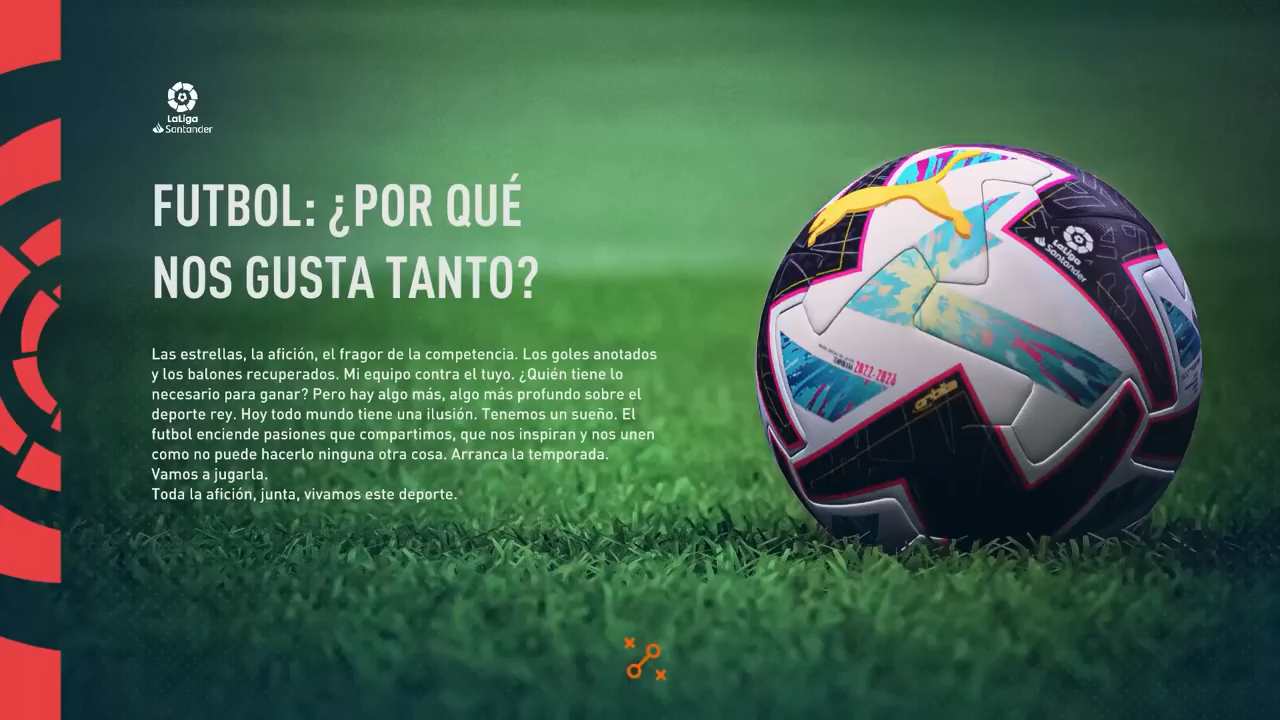 LaLiga
Santander
FUTBOL: ¿POR QUÉ
NOS GUSTA TANTO?
Las estrellas, la afición, el fragor de la competencia. Los goles anotados
y los balones recuperados. Mi equipo contra el tuyo. ¿Quién tiene lo
necesario para ganar? Pero hay algo más, algo más profundo sobre el
deporte rey. Hoy todo mundo tiene una ilusión. Tenemos un sueño. El
futbol enciende pasiones que compartimos, que nos inspiran y nos unen
como no puede hacerlo ninguna otra cosa. Arranca la temporada.
Vamos a jugarla.
Toda la afición, junta, vivamos este deporte.
LaLiga
Santander
2022-2023
orbita